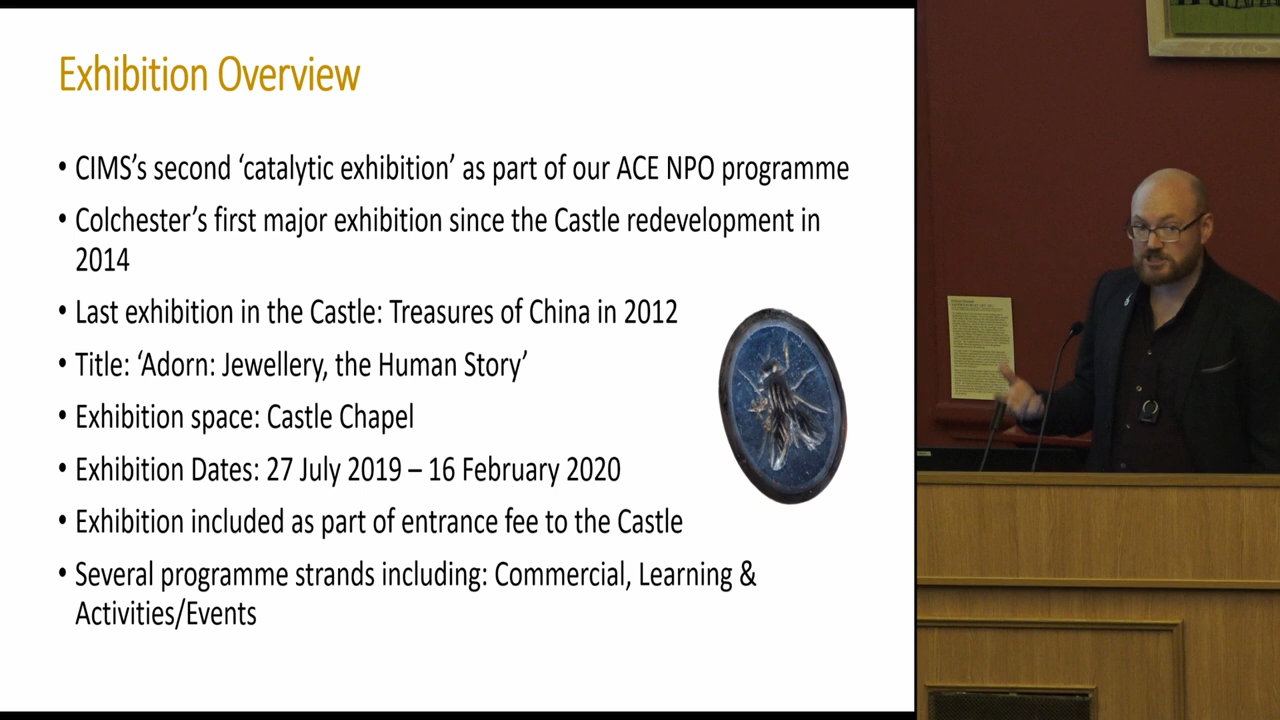 Exhibition Overview
• CIMS’s second ‘catalytic exhibition’ as part of our ACE NPO programme
• Colchester’s first major exhibition since the Castle redevelopment in
2014
• Last exhibition in the Castle: Treasures of China in 2012
• Title: ‘Adorn: Jewellery, the Human Story’
• Exhibition space: Castle Chapel
• Exhibition Dates: 27 July 2019 – 16 February 2020
• Exhibition included as part of entrance fee to the Castle
• Several programme strands including: Commercial, Learning &
Activities/Events